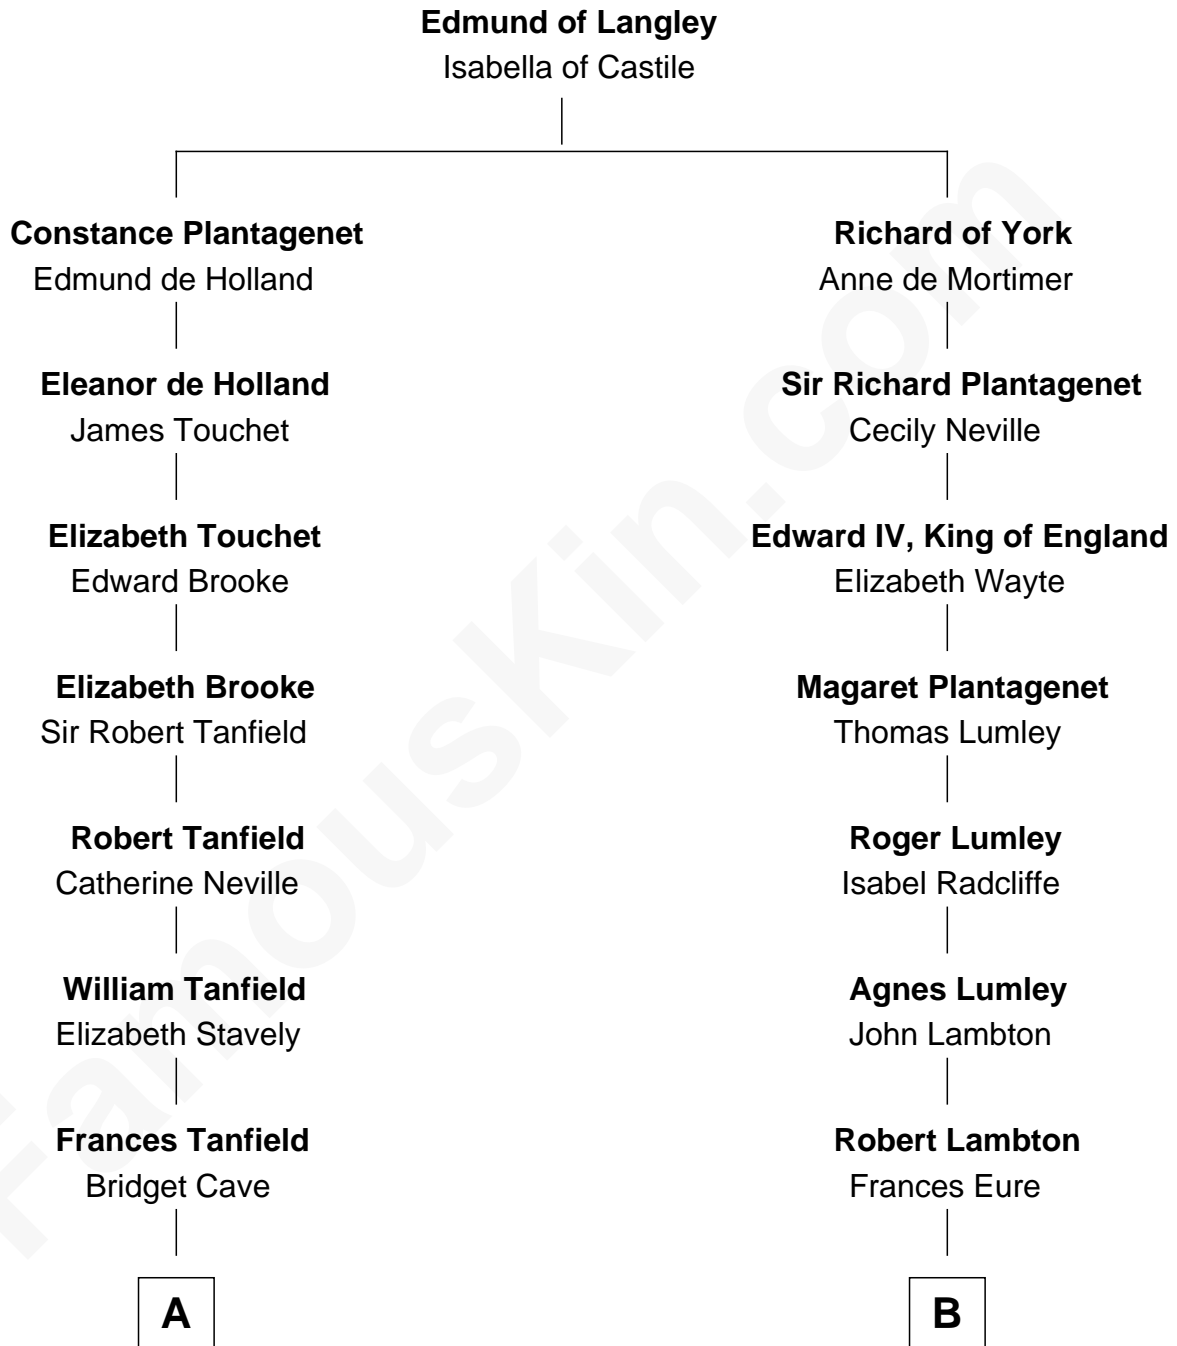 Edmund of Langley
Isabella of Castile
Constance Plantagenet
Edmund de Holland
Richard of York
Anne de Mortimer
Eleanor de Holland
James Touchet
Sir Richard Plantagenet
Cecily Neville
Elizabeth Touchet
Edward Brooke
Edward IV, King of England
Elizabeth Wayte
Elizabeth Brooke
Sir Robert Tanfield
Magaret Plantagenet
Thomas Lumley
Robert Tanfield
Catherine Neville
Roger Lumley
Isabel Radcliffe
William Tanfield
Elizabeth Stavely
Agnes Lumley
John Lambton
Frances Tanfield
Bridget Cave
Robert Lambton
Frances Eure
A
B
FamousKin.com